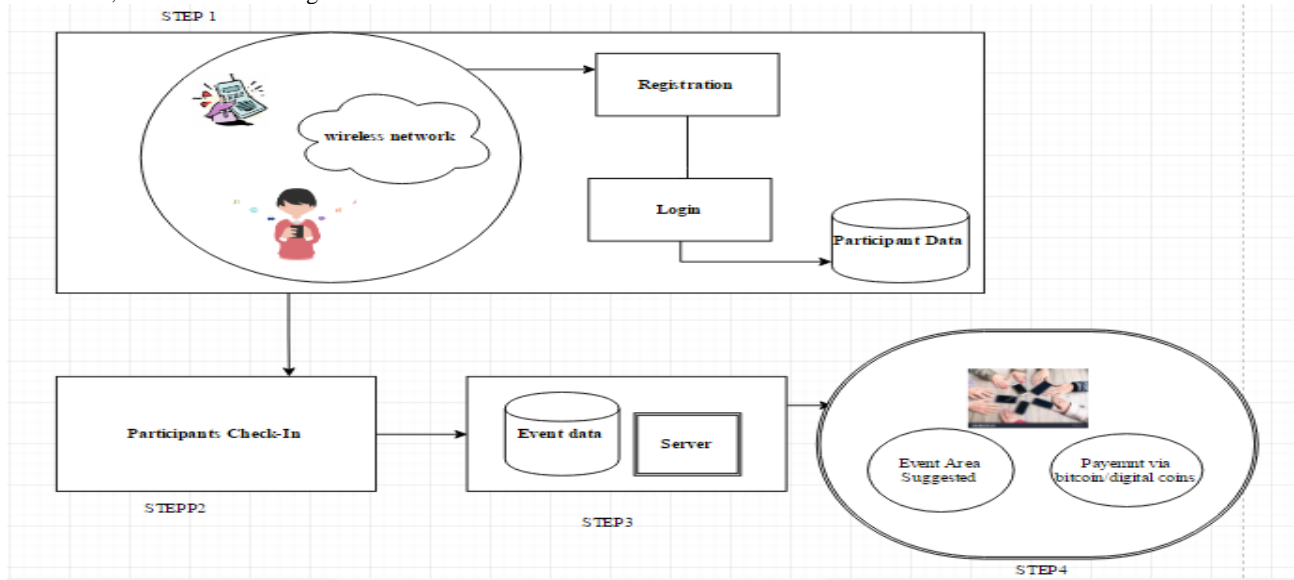 STEP 1
Registration
wireless network
Login
Participant Data
Participants Check-In
Event data
Server
Event Area
Suggested
Payemnt via
bitcoin/digital coins
STEPP2
STEP3
STEP4